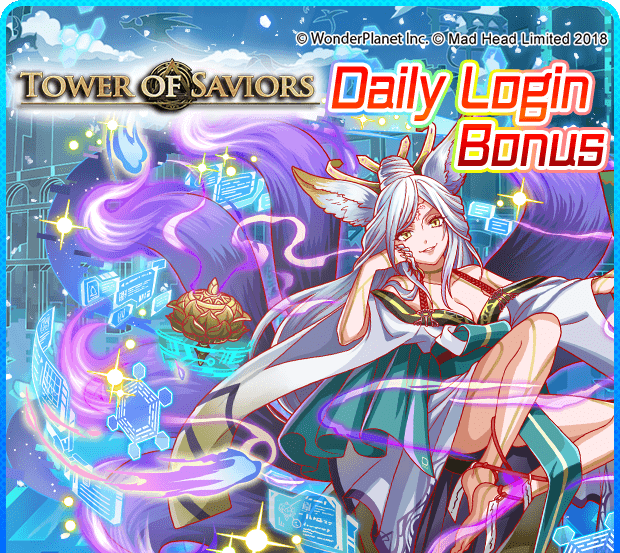 © WonderPlanet Inc. © Mad Head Limited 2018
TOWER OF SAVIORS
Daily Login
Bonus